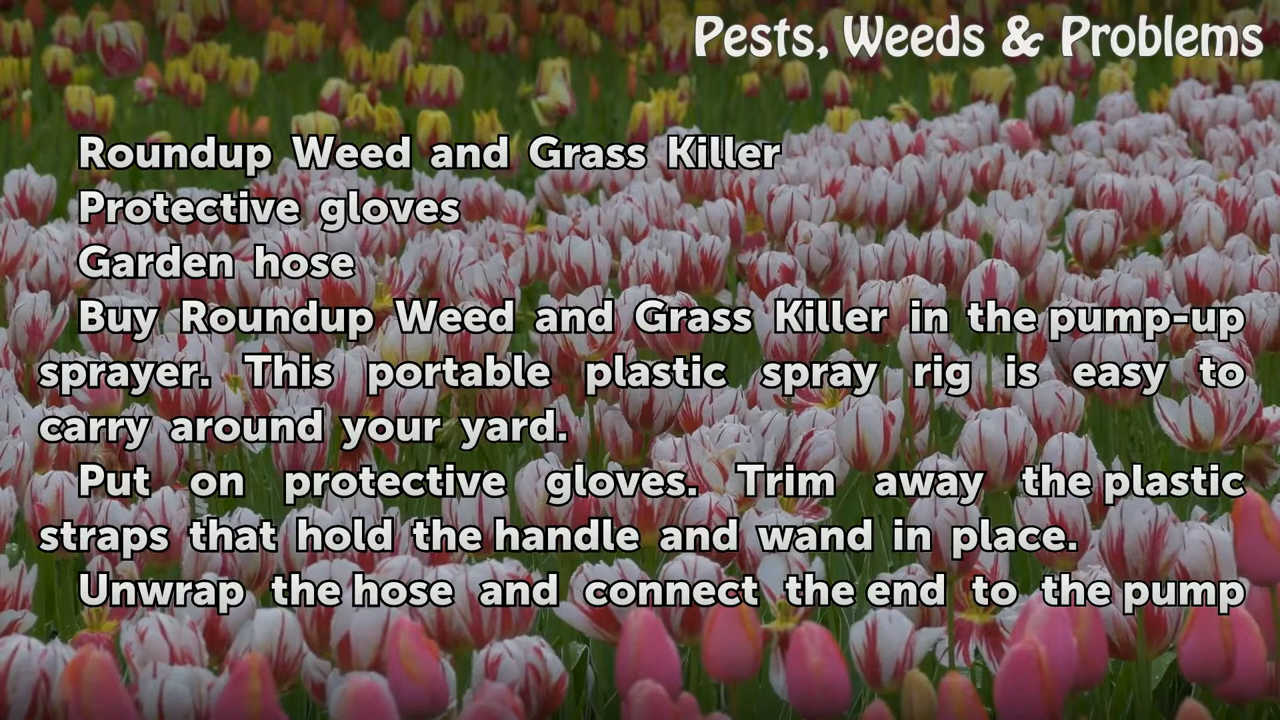 Pests, Weeds & Problems
Roundup Weed and Grass Killer
Protective gloves
Garden hose
Buy Roundup Weed and Grass Killer in the pump-up
sprayer. This portable plastic spray rig is easy to
carry around your yard.
Put on protective gloves. Trim away the plastic
straps that hold the handle and wand in place.
Unwrap the hose and connect the end to the pump